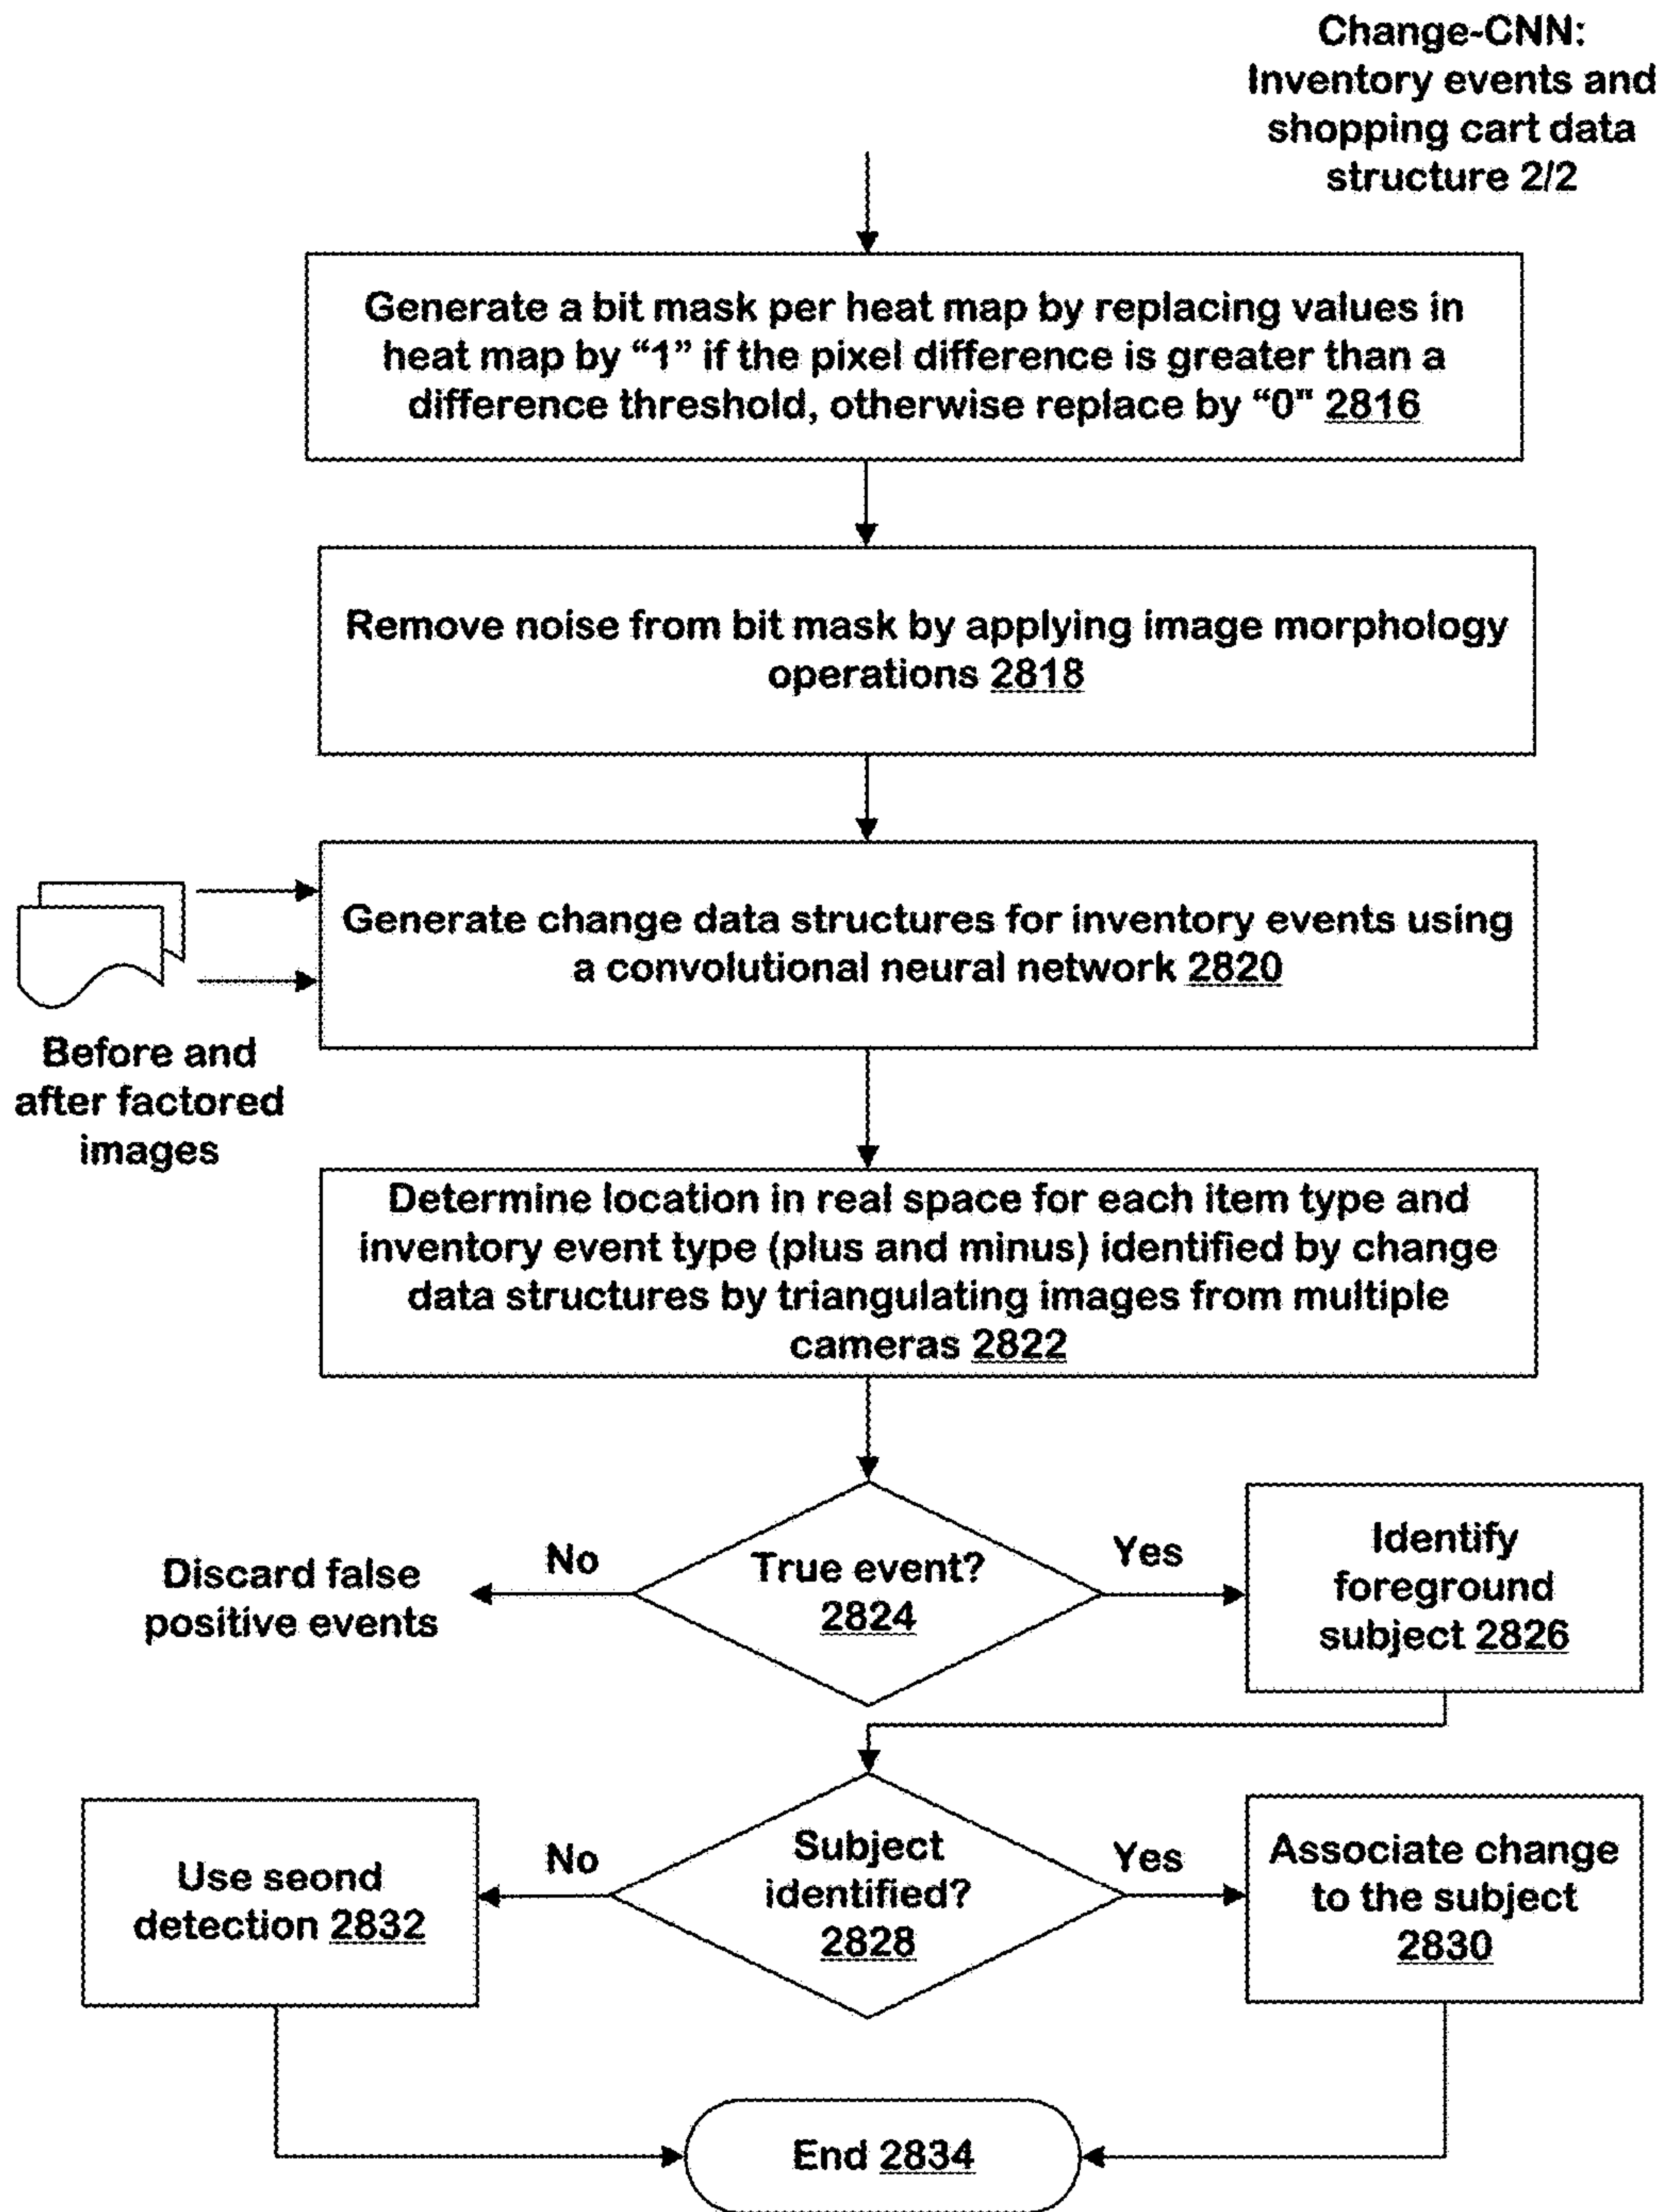 Change-CNN:
Inventory events and
shopping cart data
structure 2/2
Generate a bit mask per heat map by replacing values in
heat map by “1” if the pixel difference is greater than a
difference threshold, otherwise replace by “0" 2816
Remove noise from bit mask by applying image morphology
operations 2818
Generate change data structures for inventory events using
a convolutional neural network 2820
Before and
after factored
images
Determine location in real space for each item type and
inventory event type (plus and minus) identified by change
data structures by triangulating images from multiple
cameras 2822
True event?
2824
No
Discard false
positive events
Yes
Identify
foreground
subject 2826
Subject
identified?
2828
No
Use seond
detection 2832
Yes
Associate change
to the subject
2830
End 2834